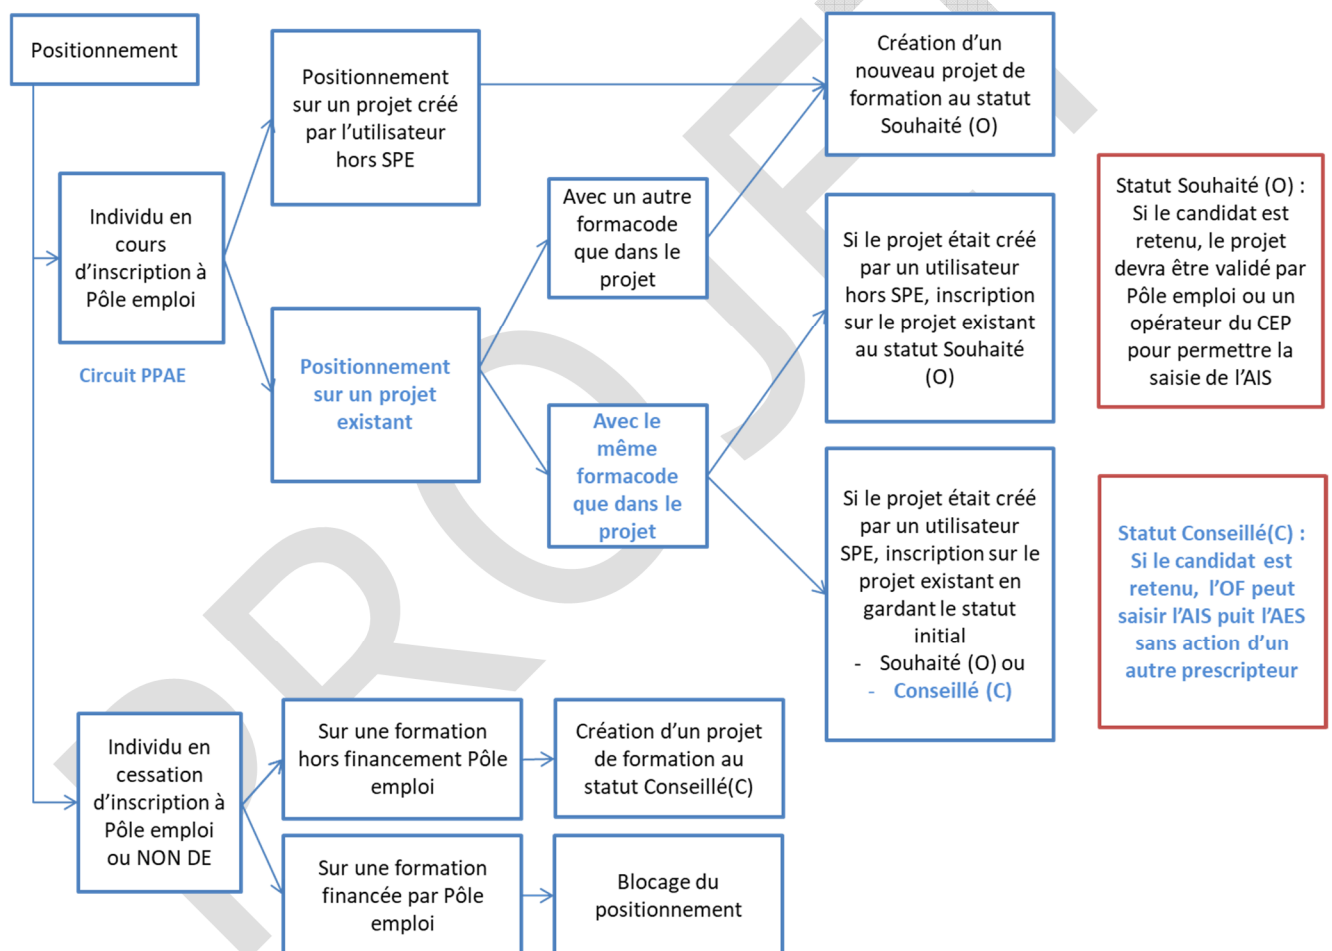 Positionnement
Positionnement
sur un projet créé
par l’utilisateur
hors SPE
Création d’un
nouveau projet de
formation au statut
Souhaité (O)
Individu en
cours
d’inscription à
Pôle emploi
Circuit PPAE
Avec un autre
formacode
que dans le
projet
Si le projet était créé
par un utilisateur
hors SPE, inscription
sur le projet existant
au statut Souhaité
(O)
Statut Souhaité (O) :
Si le candidat est
retenu, le projet
devra être validé par
Pôle emploi ou un
opérateur du CEP
pour permettre la
saisie de l’AIS
Positionnement
sur un projet
existant
Avec le
même
formacode
que dans le
projet
Si le projet était créé
par un utilisateur
SPE, inscription sur le
projet existant en
gardant le statut
initial
- Souhaité (O) ou
- Conseillé (C)
Statut Conseillé(C) :
Si le candidat est
retenu, l’OF peut
saisir l’AIS puit l’AES
sans action d’un
autre prescripteur
Individu en
cessation
d’inscription à
Pôle emploi
ou NON DE
Sur une formation
hors financement Pôle
emploi
Création d’un projet
de formation au
statut Conseillé(C)
Sur une formation
financée par Pôle
emploi
Blocage du
positionnement
PROJET